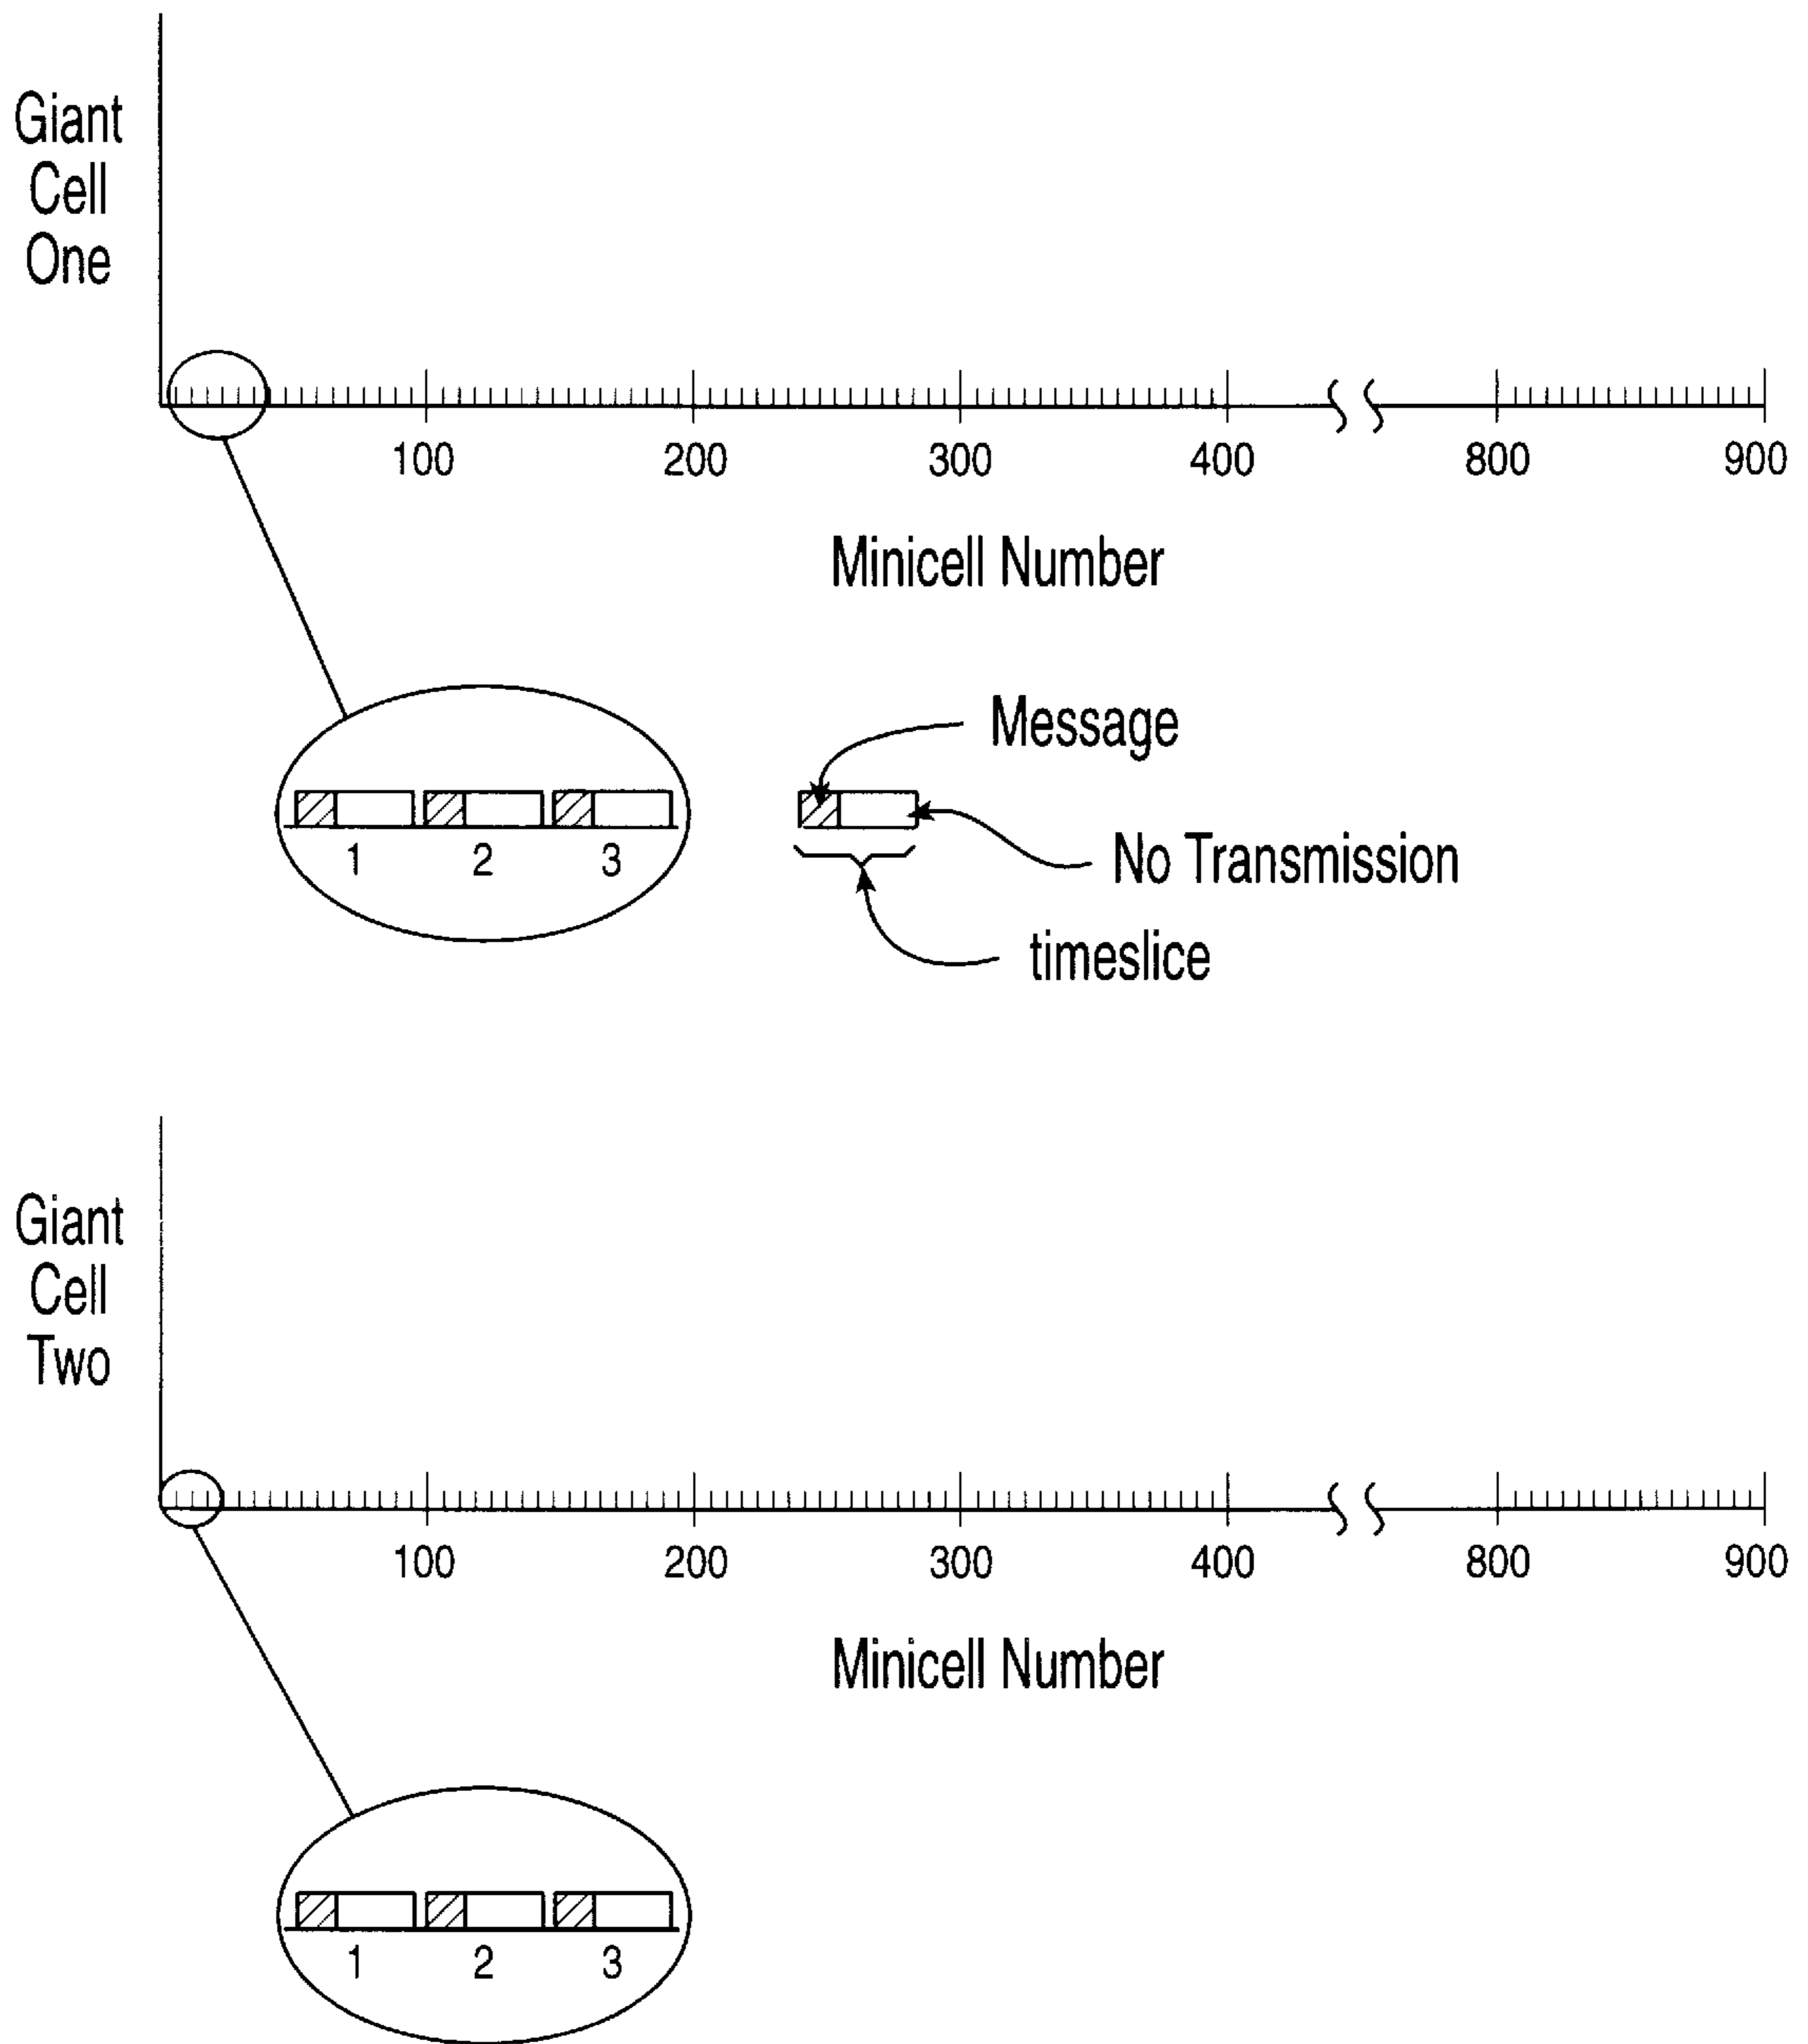 Giant
Cell
One
100 200 300 400 800 900
Minicell Number
Message
1 2 3
No Transmission
timeslice
Giant
Cell
Two
100 200 300 400 800 900
Minicell Number
1 2 3